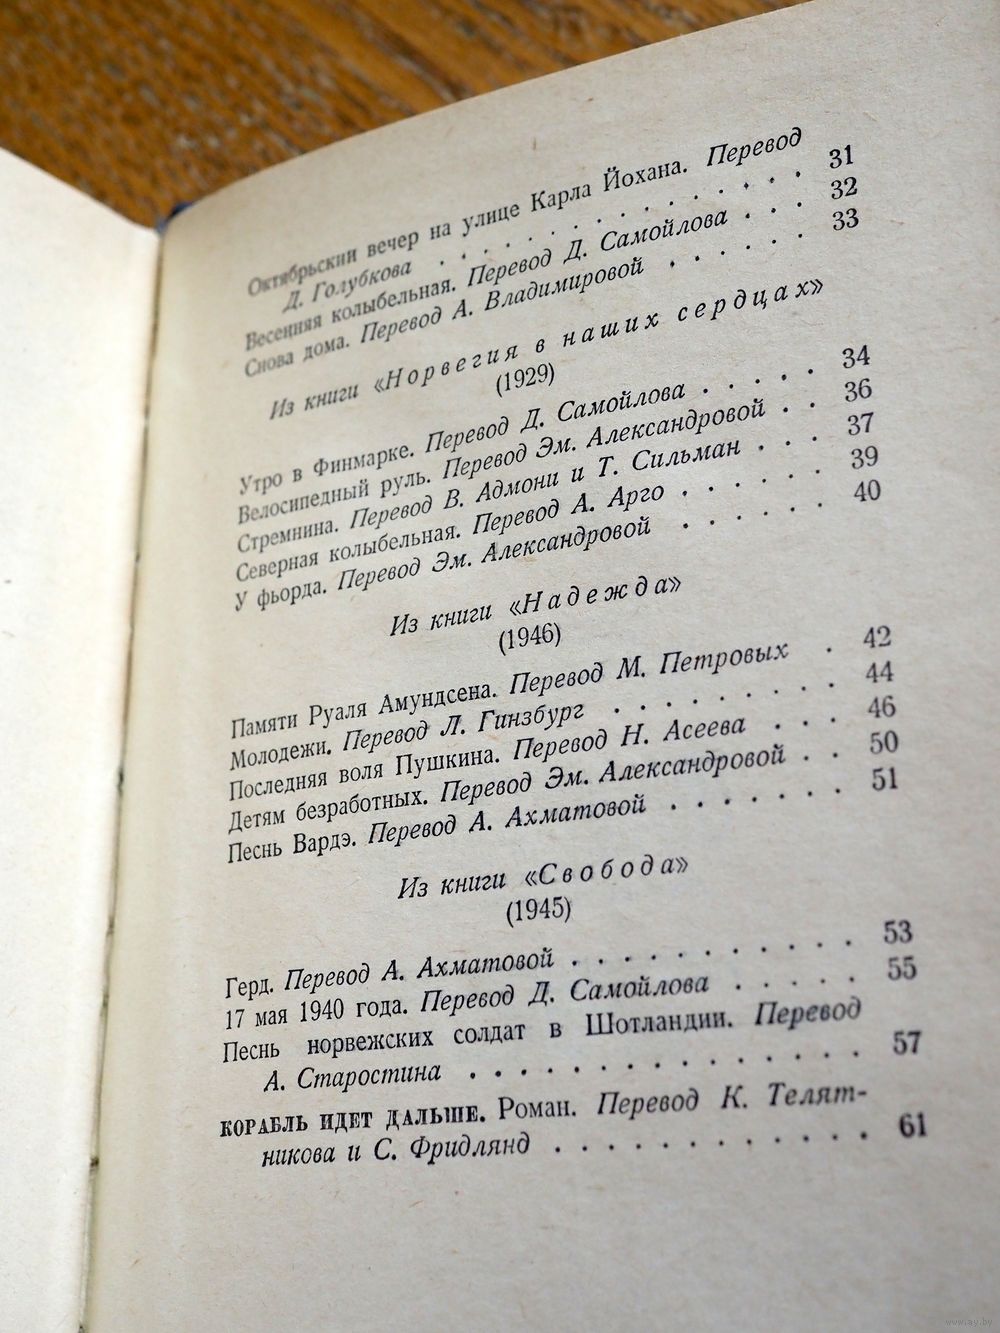 Октябрьский вечер на улице Карла Йохана. Перевод
Д. Голубкова . . . . . . . . . . . . 31
Весенняя колыбельная. Перевод Д. Самойлова . . . 32
Снова дома. Перевод А. Владимировой . . . . . . 33
Из книги «Норвегия в наших сердцах»
(1929)
Утро в Финмарке. Перевод Д. Самойлова . . . . . 34
Велосипедный руль. Перевод Эм. Александровой . . 36
Стремнина. Перевод В. Адмони и Т. Сильман . . . 37
Северная колыбельная. Перевод А. Арго . . . . . . 39
У фьорда. Перевод Эм. Александровой . . . . . . 40
Из книги «Надежда»
(1946)
Памяти Руаля Амундсена. Перевод М. Петровых . 42
Молодежи. Перевод Л. Гинзбург . . . . . . . . 44
Последняя воля Пушкина. Перевод Н. Асеева . . . 46
Детям безработных. Перевод Эм. Александровой . . 50
Песнь Вардэ. Перевод А. Ахматовой . . . . . . . 51
Из книги «Свобода»
(1945)
Герд. Перевод А. Ахматовой . . . . . . . . . . . 53
17 мая 1940 года. Перевод Д. Самойлова . . . . . 55
Песнь норвежских солдат в Шотландии. Перевод
А. Старостина . . . . . . . . . . . . . . . 57
КОРАБЛЬ ИДЕТ ДАЛЬШЕ. Роман. Перевод К. Телят-
никова и С. Фридлянд . . . . . . . . . . . . 61
www.ay.by